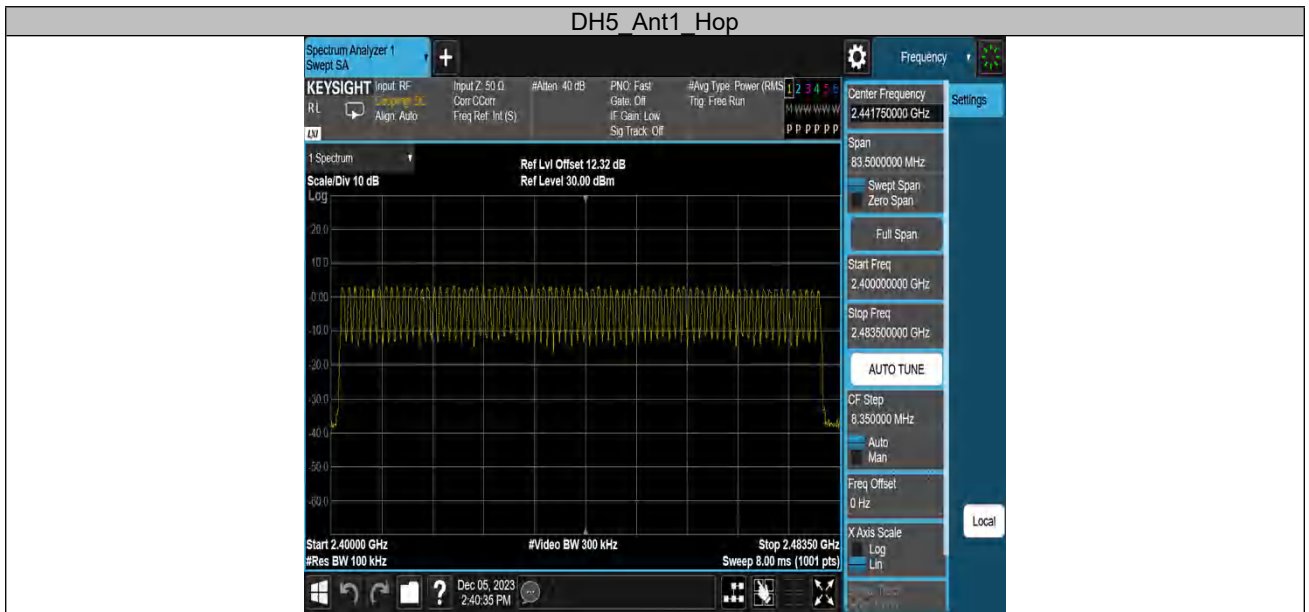 DH5_Ant1_Hop
Spectrum Analyzer 1
Swept SA
+
Frequency
KEYSIGHT
RL
LXI
Input: RF
Coupling: DC
Align: Auto
Input Z: 50 Ω
Corr CCorr
Freq Ref: Int (S)
#Atten: 40 dB
PNO: Fast
Gate: Off
IF Gain: Low
Sig Track: Off
#Avg Type: Power (RMS
Trig: Free Run
1 2 3 4 5 6
M W W W W W
P P P P P P
1 Spectrum
Scale/Div 10 dB
Ref Lvl Offset 12.32 dB
Ref Level 30.00 dBm
Log
20.0
10.0
0.00
-10.0
-20.0
-30.0
-40.0
-50.0
-60.0
Start 2.40000 GHz
#Res BW 100 kHz
#Video BW 300 kHz
Stop 2.48350 GHz
Sweep 8.00 ms (1001 pts)
Center Frequency
2.441750000 GHz
Settings
Span
83.5000000 MHz
Swept Span
Zero Span
Full Span
Start Freq
2.400000000 GHz
Stop Freq
2.483500000 GHz
AUTO TUNE
CF Step
8.350000 MHz
Auto
Man
Freq Offset
0 Hz
X Axis Scale
Log
Lin
Local
?
Dec 05, 2023
2:40:35 PM